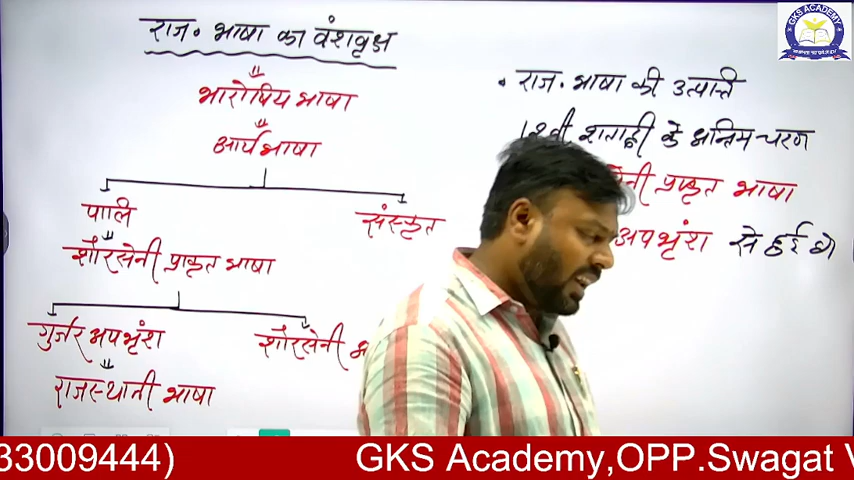 राज. भाषा का वंशवृक्ष
भारोपिय भाषा
आर्य भाषा
पालि
संस्कृत
शौरसेनी प्राकृत भाषा
गुर्जर अपभ्रंश
शौरसेनी
राजस्थानी भाषा
राज. भाषा की उत्पत्ति
12वी शताब्दी के अन्तिम चरण
प्राकृत भाषा
अपभ्रंश से हुई थी
GKS ACADEMY
33009444)
GKS Academy,OPP.Swagat